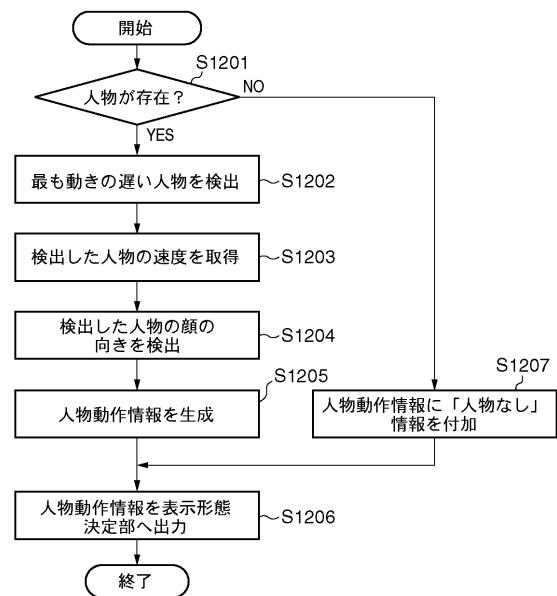 開始
S1201
人物が存在？
NO
YES
最も動きの遅い人物を検出
S1202
検出した人物の速度を取得
S1203
検出した人物の顔の
向きを検出
S1204
人物動作情報を生成
S1205
人物動作情報に「人物なし」
情報を付加
S1207
人物動作情報を表示形態
決定部へ出力
S1206
終了